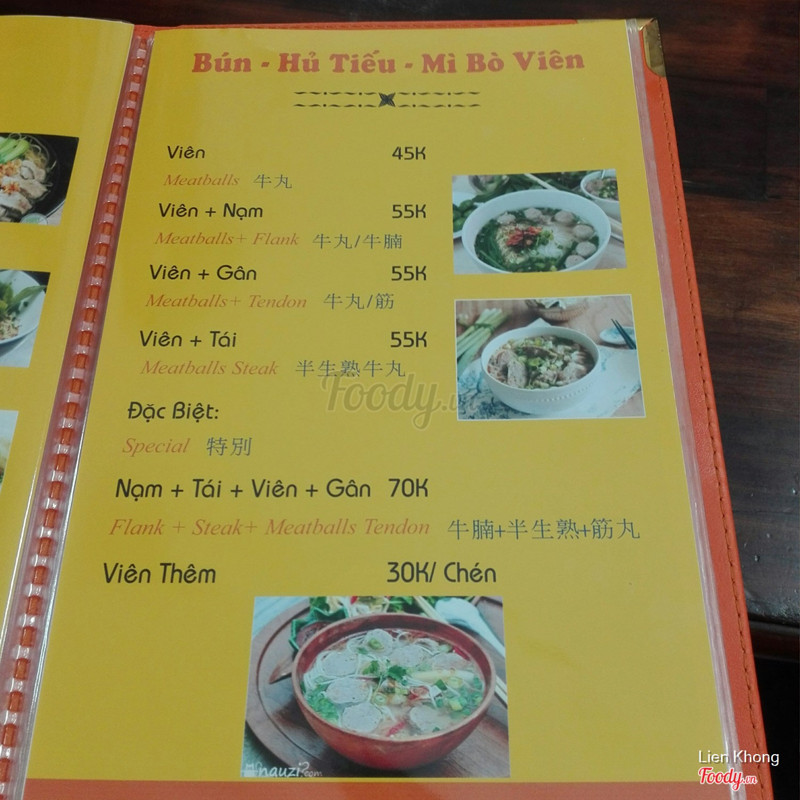 Bún - Hủ Tiếu - Mì Bò Viên
Viên 45K
Meatballs 牛丸
Viên + Nạm 55K
Meatballs+ Flank 牛丸/牛腩
Viên + Gân 55K
Meatballs+ Tendon 牛丸/筋
Viên + Tái 55K
Meatballs Steak 半生熟牛丸
Foody.vn
Đặc Biệt:
Special 特別
Nạm + Tái + Viên + Gân 70K
Flank + Steak+ Meatballs Tendon 牛腩+半生熟+筋丸
Viên Thêm 30K/ Chén
Lien Khong
Foody.vn